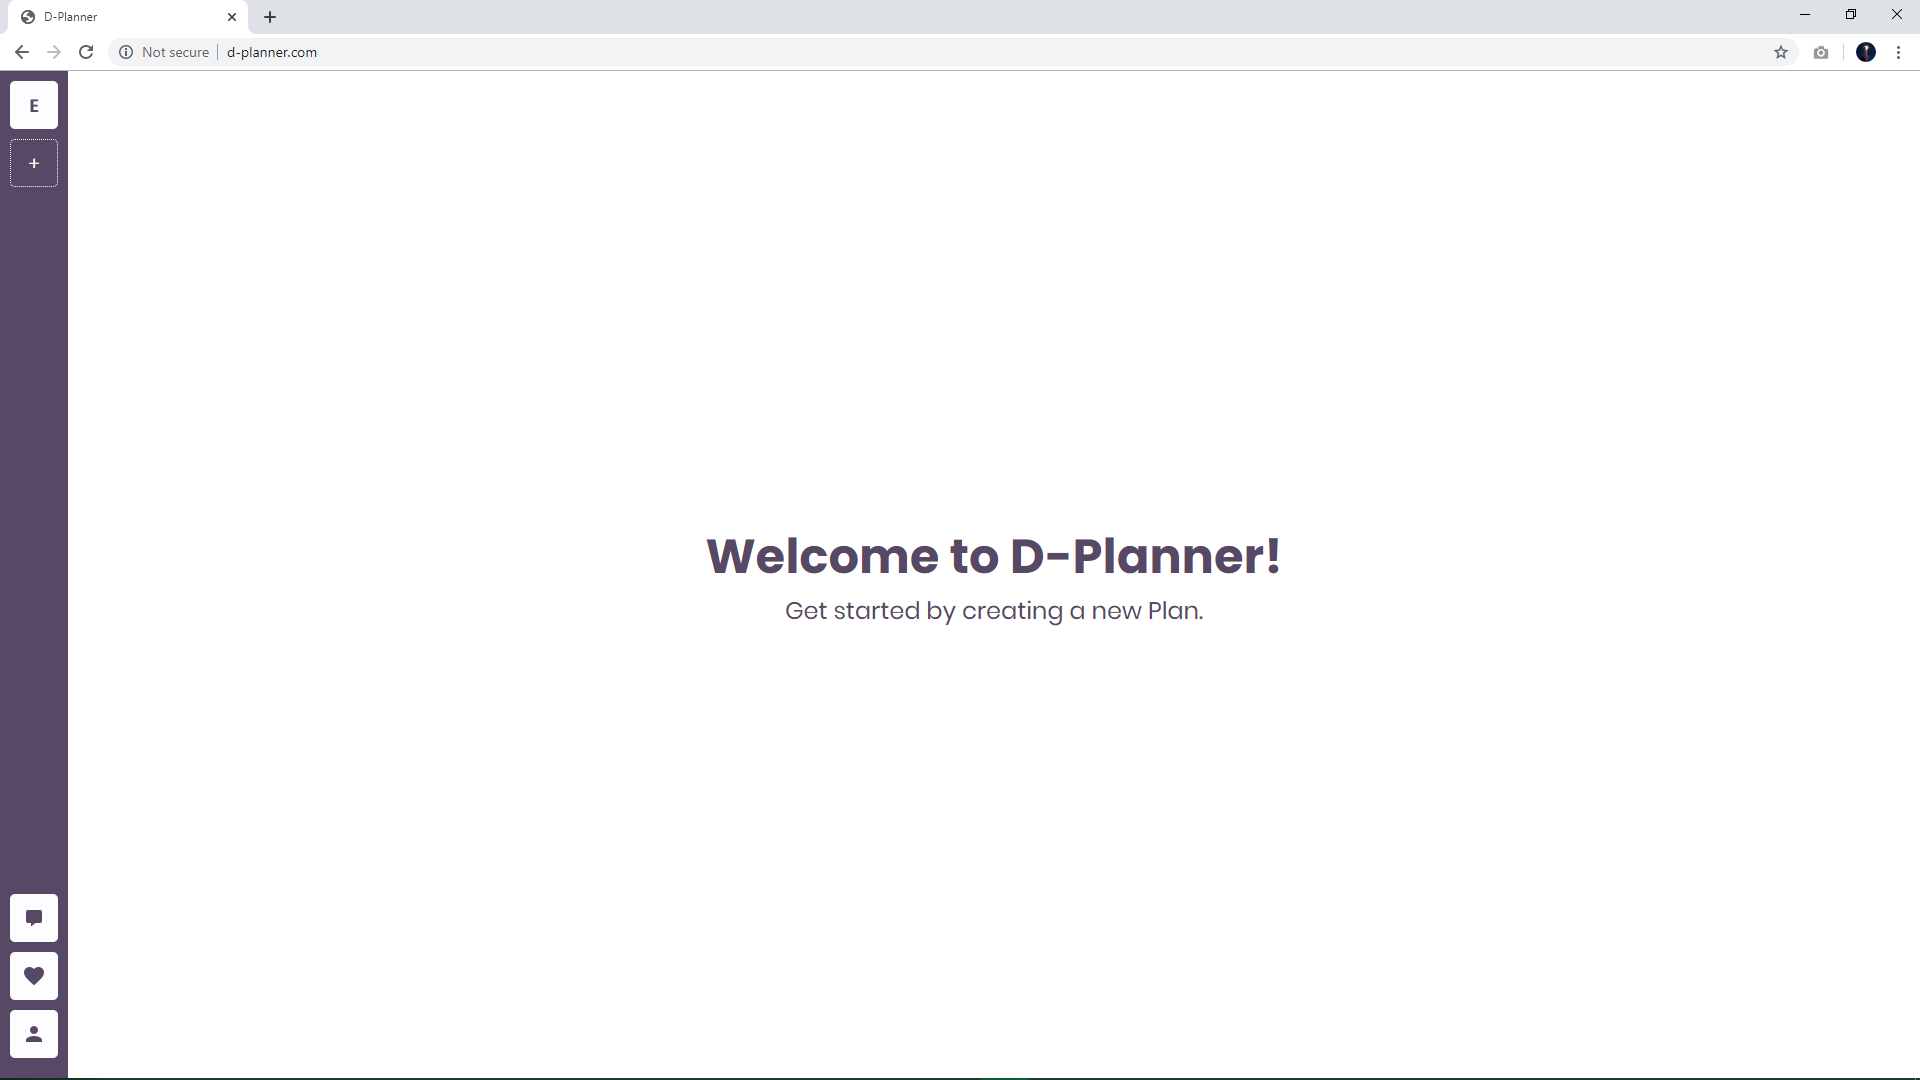 D-Planner
Not secure
d-planner.com
E
+
Welcome to D-Planner!
Get started by creating a new Plan.